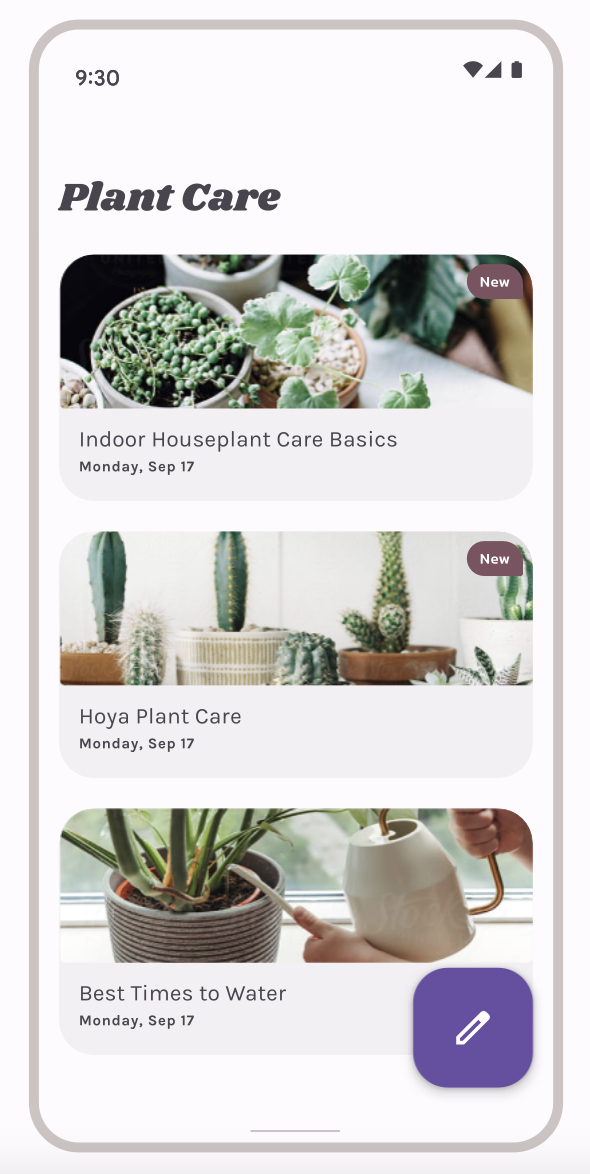 9:30
Plant Care
New
Indoor Houseplant Care Basics
Monday, Sep 17
New
Hoya Plant Care
Monday, Sep 17
Best Times to Water
Monday, Sep 17